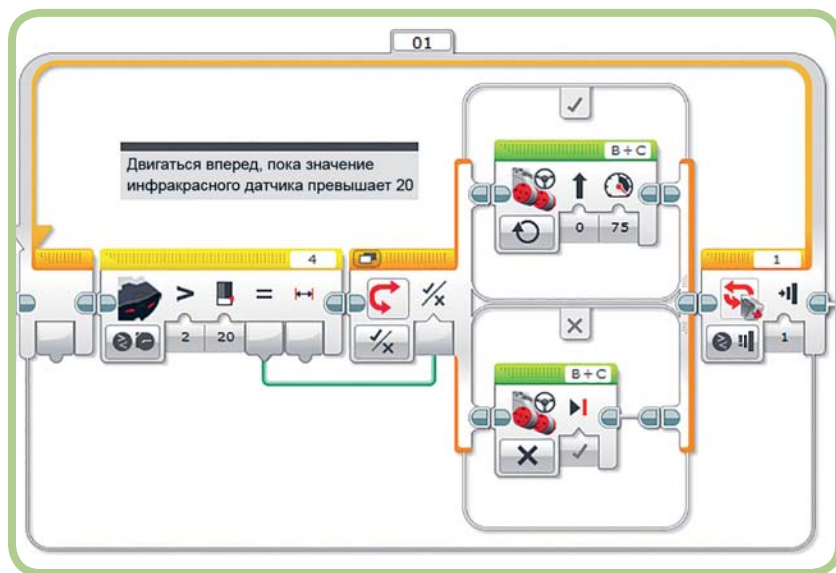 01
Двигаться вперед, пока значение
инфракрасного датчика превышает 20
B+C
0 75
4
> =
2 20
1
1
B+C